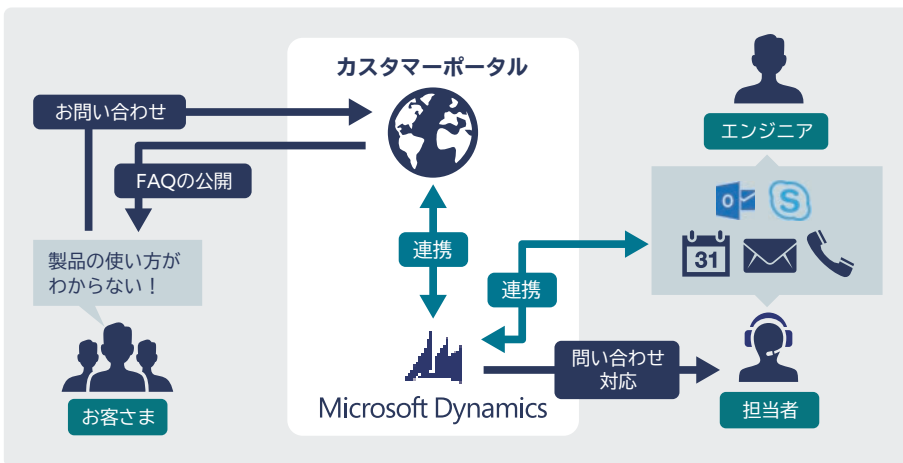 カスタマーポータル
お問い合わせ
エンジニア
FAQの公開
製品の使い方が
わからない！
連携
連携
31
問い合わせ
対応
Microsoft Dynamics
お客さま
担当者